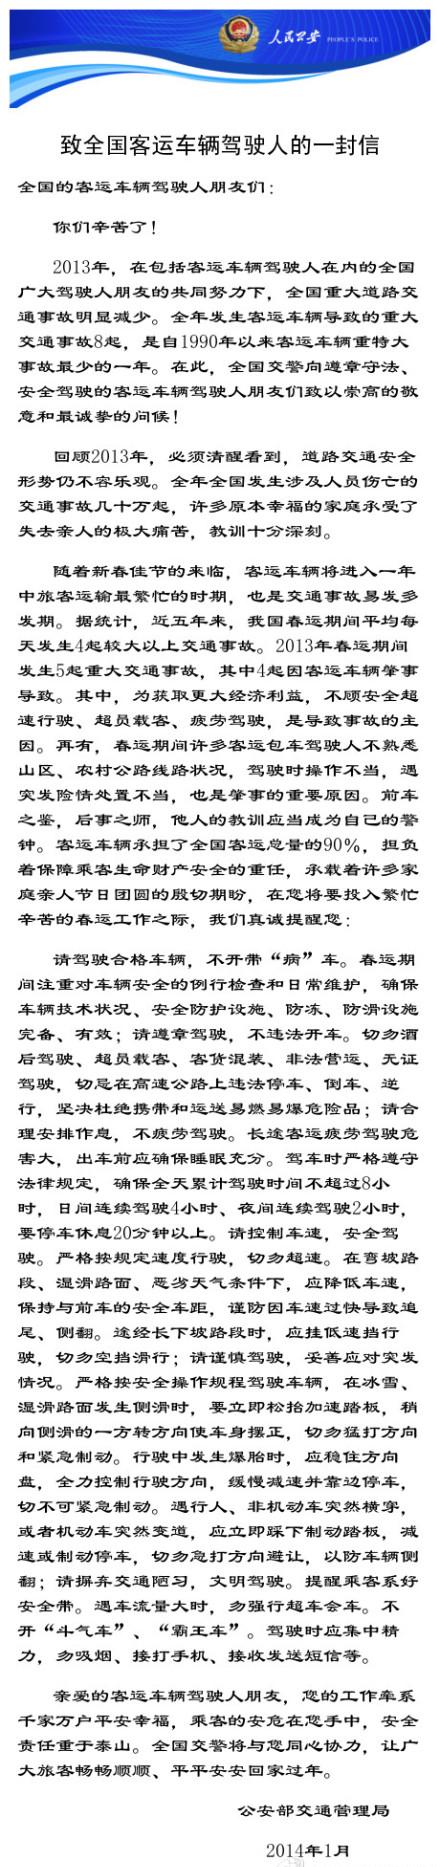 人民公安 PEOPLE'S POLICE
致全国客运车辆驾驶人的一封信
全国的客运车辆驾驶人朋友们：
你们辛苦了！
2013年，在包括客运车辆驾驶人在内的全国
广大驾驶人朋友的共同努力下，全国重大道路交
通事故明显减少。全年发生客运车辆导致的重大
交通事故8起，是自1990年以来客运车辆重特大
事故最少的一年。在此，全国交警向遵章守法、
安全驾驶的客运车辆驾驶人朋友们致以崇高的敬
意和最诚挚的问候！
回顾2013年，必须清醒看到，道路交通安全
形势仍不容乐观。全年全国发生涉及人员伤亡的
交通事故几十万起，许多原本幸福的家庭承受了
失去亲人的极大痛苦，教训十分深刻。
随着新春佳节的来临，客运车辆将进入一年
中旅客运输最繁忙的时期，也是交通事故易发多
发期。据统计，近五年来，我国春运期间平均每
天发生4起较大以上交通事故。2013年春运期间
发生5起重大交通事故，其中4起因客运车辆肇事
导致。其中，为获取更大经济利益，不顾安全超
速行驶、超员载客、疲劳驾驶，是导致事故的主
因。再有，春运期间许多客运包车驾驶人不熟悉
山区、农村公路线路状况，驾驶时操作不当，遇
突发险情处置不当，也是肇事的重要原因。前车
之鉴，后事之师，他人的教训应当成为自己的警
钟。客运车辆承担了全国客运总量的90%，担负
着保障乘客生命财产安全的重任，承载着许多家
庭亲人节日团圆的殷切期盼，在您将要投入繁忙
辛苦的春运工作之际，我们真诚提醒您：
请驾驶合格车辆，不开带“病”车。春运期
间注重对车辆安全的例行检查和日常维护，确保
车辆技术状况、安全防护设施、防冻、防滑设施
完备、有效；请遵章驾驶，不违法开车。切勿酒
后驾驶、超员载客、客货混装、非法营运、无证
驾驶，切忌在高速公路上违法停车、倒车、逆
行，坚决杜绝携带和运送易燃易爆危险品；请合
理安排作息，不疲劳驾驶。长途客运疲劳驾驶危
害大，出车前应确保睡眠充分。驾车时严格遵守
法律规定，确保全天累计驾驶时间不超过8小
时，日间连续驾驶4小时、夜间连续驾驶2小时，
要停车休息20分钟以上。请控制车速，安全驾
驶。严格按规定速度行驶，切勿超速。在弯坡路
段、湿滑路面、恶劣天气条件下，应降低车速，
保持与前车的安全车距，谨防因车速过快导致追
尾、侧翻。途经长下坡路段时，应挂低速挡行
驶，切勿空挡滑行；请谨慎驾驶，妥善应对突发
情况。严格按安全操作规程驾驶车辆，在冰雪、
湿滑路面发生侧滑时，要立即松抬加速踏板，稍
向侧滑的一方转方向使车身摆正，切勿猛打方向
和紧急制动。行驶中发生爆胎时，应稳住方向
盘，全力控制行驶方向，缓慢减速并靠边停车，
切不可紧急制动。遇行人、非机动车突然横穿，
或者机动车突然变道，应立即踩下制动踏板，减
速或制动停车，切勿急打方向避让，以防车辆侧
翻；请摒弃交通陋习，文明驾驶。提醒乘客系好
安全带。遇车流量大时，勿强行超车会车。不
开“斗气车”、“霸王车”。驾驶时应集中精
力，勿吸烟、接打手机、接收发送短信等。
亲爱的客运车辆驾驶人朋友，您的工作牵系
千家万户平安幸福，乘客的安危在您手中，安全
责任重于泰山。全国交警将与您同心协力，让广
大旅客畅畅顺顺、平平安安回家过年。
公安部交通管理局
2014年1月